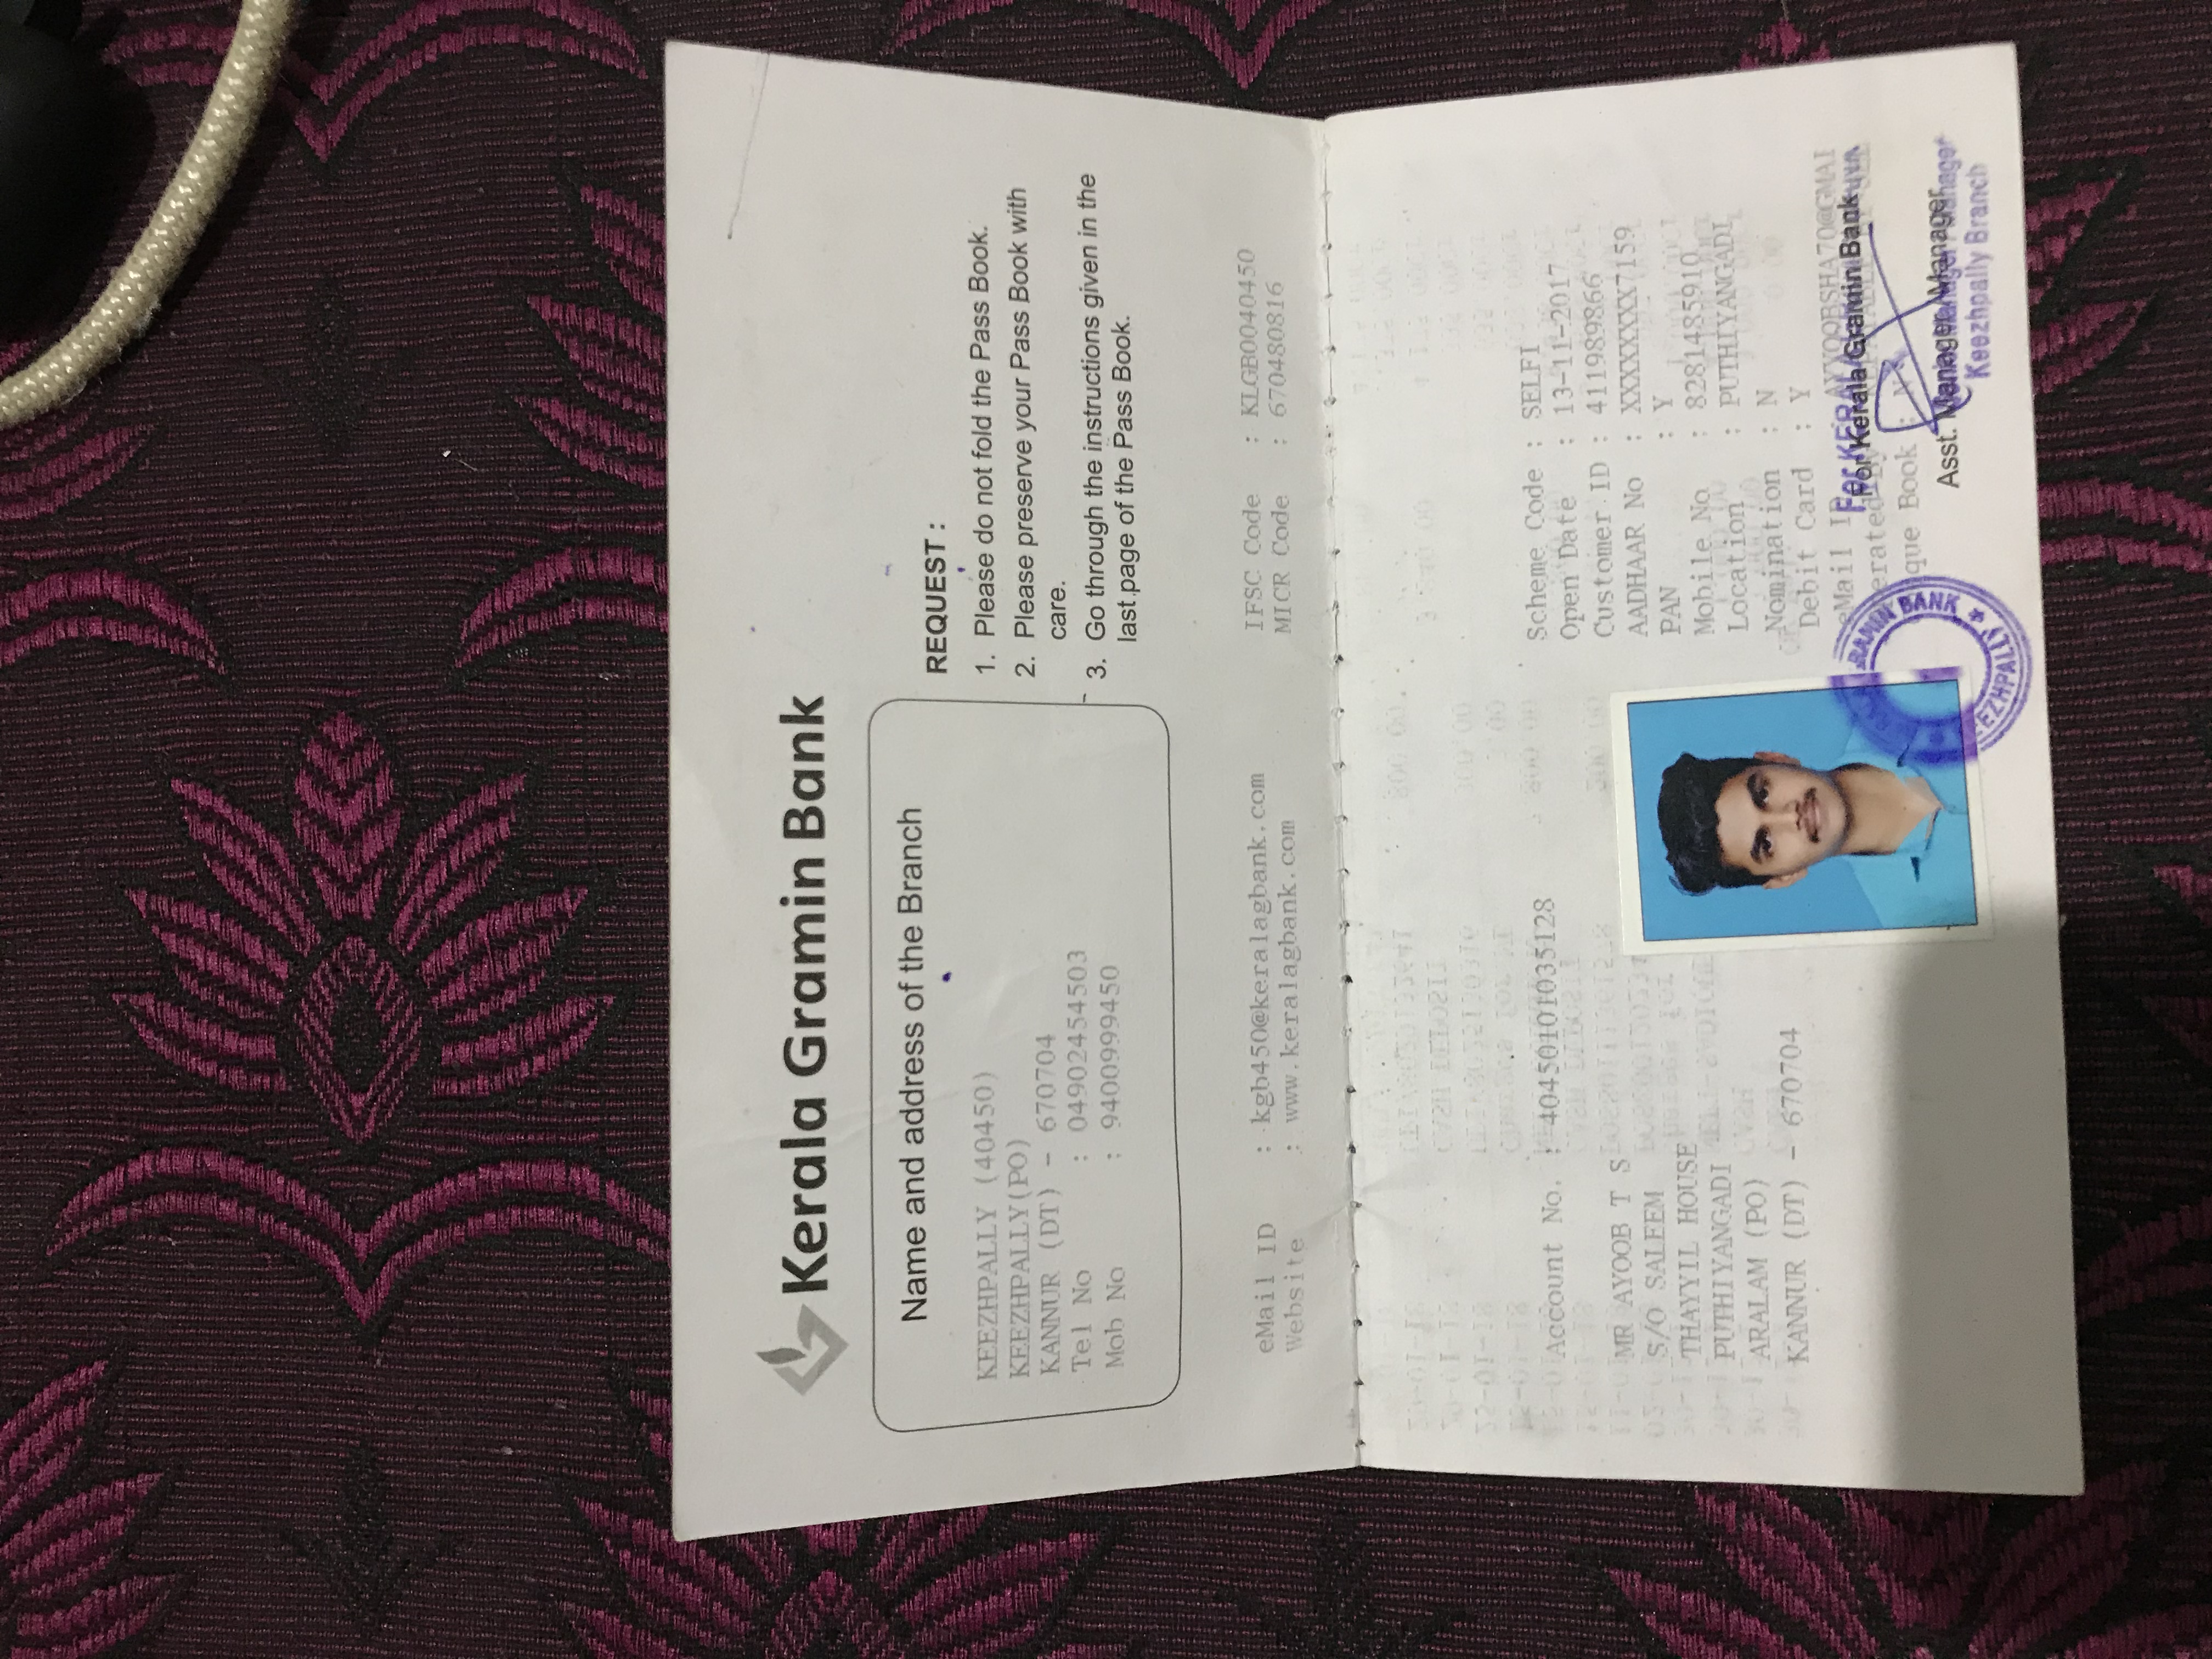 Kerala Gramin Bank
Name and address of the Branch
KEEZHPALLY (40450)
KEEZHPALLY(PO)
KANNUR (DT) - 670704
Tel No : 04902454503
Mob No : 9400999450
REQUEST :
1. Please do not fold the Pass Book.
2. Please preserve your Pass Book with
care.
3. Go through the instructions given in the
last page of the Pass Book.
eMail ID : kgb450@keralagbank.com
Website : www.keralagbank.com
IFSC Code : KLGB0040450
MICR Code : 670480816
Account No. : 40450101035128
MR AYOOB T S
S/O SALEEM
THAYYIL HOUSE
PUTHIYANGADI
ARALAM (PO)
KANNUR (DT) - 670704
Scheme Code : SELFI
Open Date : 13-11-2017
Customer ID : 411989866
AADHAAR No : XXXXXXXX7159
PAN : Y
Mobile No : 8281485910
Location : PUTHIYANGADI
Nomination : N
Debit Card : Y
eMail ID : AYYOOBSHA70@GMAI
For KERALA
For Kerala Gramin Bank
que Book : N
Asst. Manager/Manager
Manager
Keezhpally Branch
RAMIN BANK
EZHPALLY